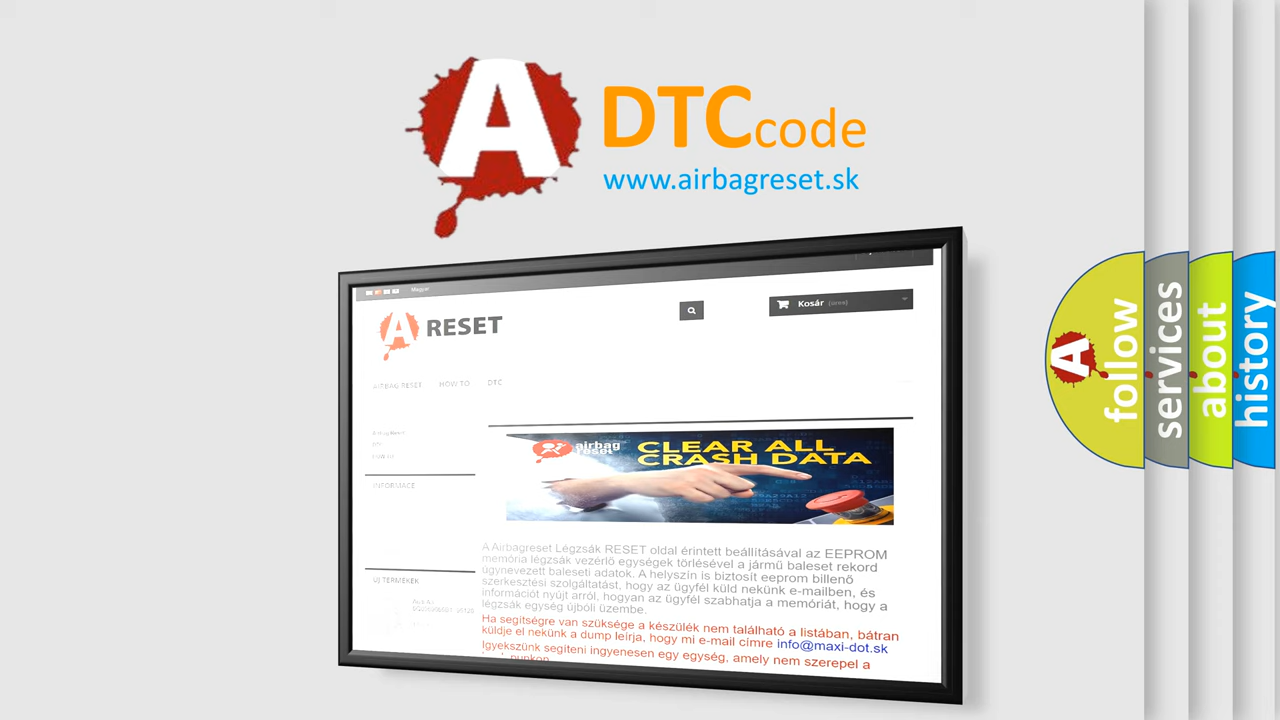 A DTCcode
www.airbagreset.sk
Magyar
A RESET
Kosár (üres)
AIRBAG RESET HOW TO DTC
INFORMACE
ÚJ TERMÉKEK
airbag reset
CLEAR ALL
CRASH DATA
A Airbagreset Légzsák RESET oldal érintett beállításával az EEPROM
memória légzsák vezérlő egységek törlésével a jármű baleset rekord
úgynevezett baleseti adatok. A helyszín is biztosít eeprom billenő
szerkesztési szolgáltatást, hogy az ügyfél küld nekünk e-mailben, és
információt nyújt arról, hogyan az ügyfél szabhatja a memóriát, hogy a
légzsák egység újbóli üzembe.
Ha segítségre van szüksége a készülék nem található a listában, bátran
küldje el nekünk a dump leírja, hogy mi e-mail címre info@maxi-dot.sk
Igyekszünk segíteni ingyenesen egy egység, amely nem szerepel a
A follow
services
about
history